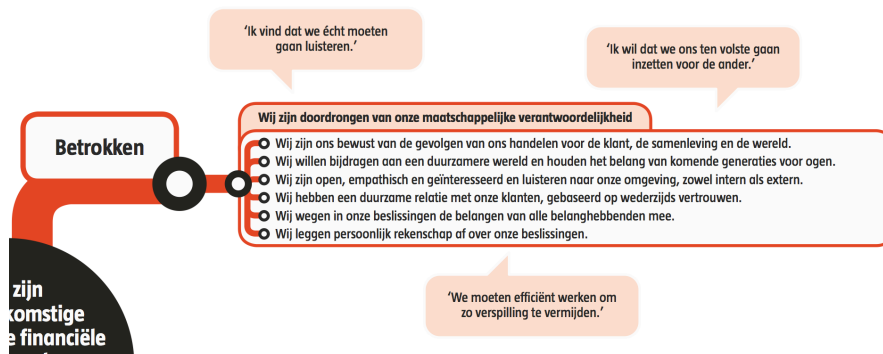 ‘Ik vind dat we écht moeten
gaan luisteren.’
‘Ik wil dat we ons ten volste gaan
inzetten voor de ander.’
Betrokken
Wij zijn doordrongen van onze maatschappelijke verantwoordelijkheid
Wij zijn ons bewust van de gevolgen van ons handelen voor de klant, de samenleving en de wereld.
Wij willen bijdragen aan een duurzamere wereld en houden het belang van komende generaties voor ogen.
Wij zijn open, empathisch en geïnteresseerd en luisteren naar onze omgeving, zowel intern als extern.
Wij hebben een duurzame relatie met onze klanten, gebaseerd op wederzijds vertrouwen.
Wij wegen in onze beslissingen de belangen van alle belanghebbenden mee.
Wij leggen persoonlijk rekenschap af over onze beslissingen.
‘We moeten efficiënt werken om
zo verspilling te vermijden.’
zijn
komstige
e financiële